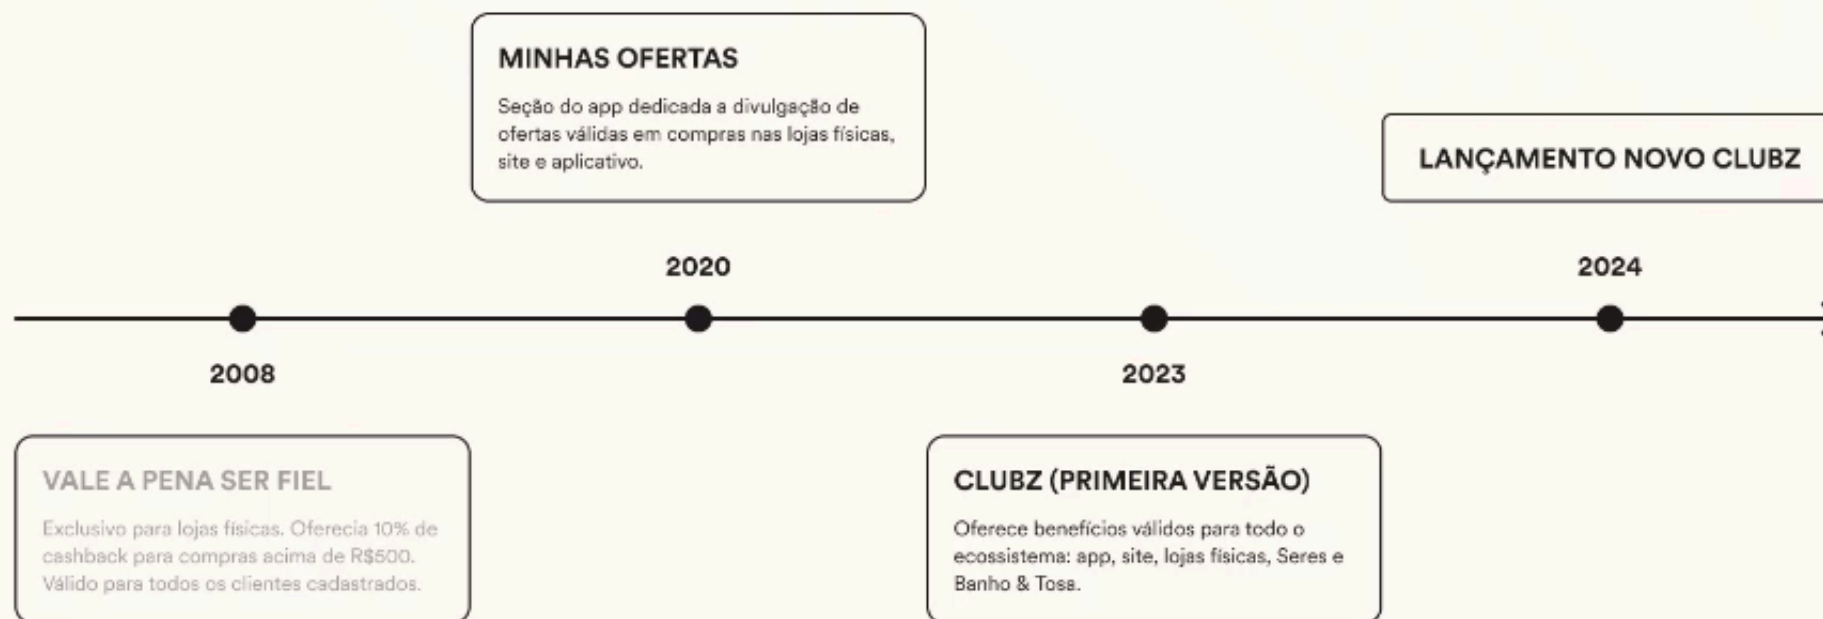 MINHAS OFERTAS
Seção do app dedicada a divulgação de
ofertas válidas em compras nas lojas físicas,
site e aplicativo.
LANÇAMENTO NOVO CLUBZ
2020
2024
2008
2023
VALE A PENA SER FIEL
Exclusivo para lojas físicas. Oferecia 10% de
cashback para compras acima de R$500.
Válido para todos os clientes cadastrados.
CLUBZ (PRIMEIRA VERSÃO)
Oferece benefícios válidos para todo o
ecossistema: app, site, lojas físicas, Seres e
Banho & Tosa.